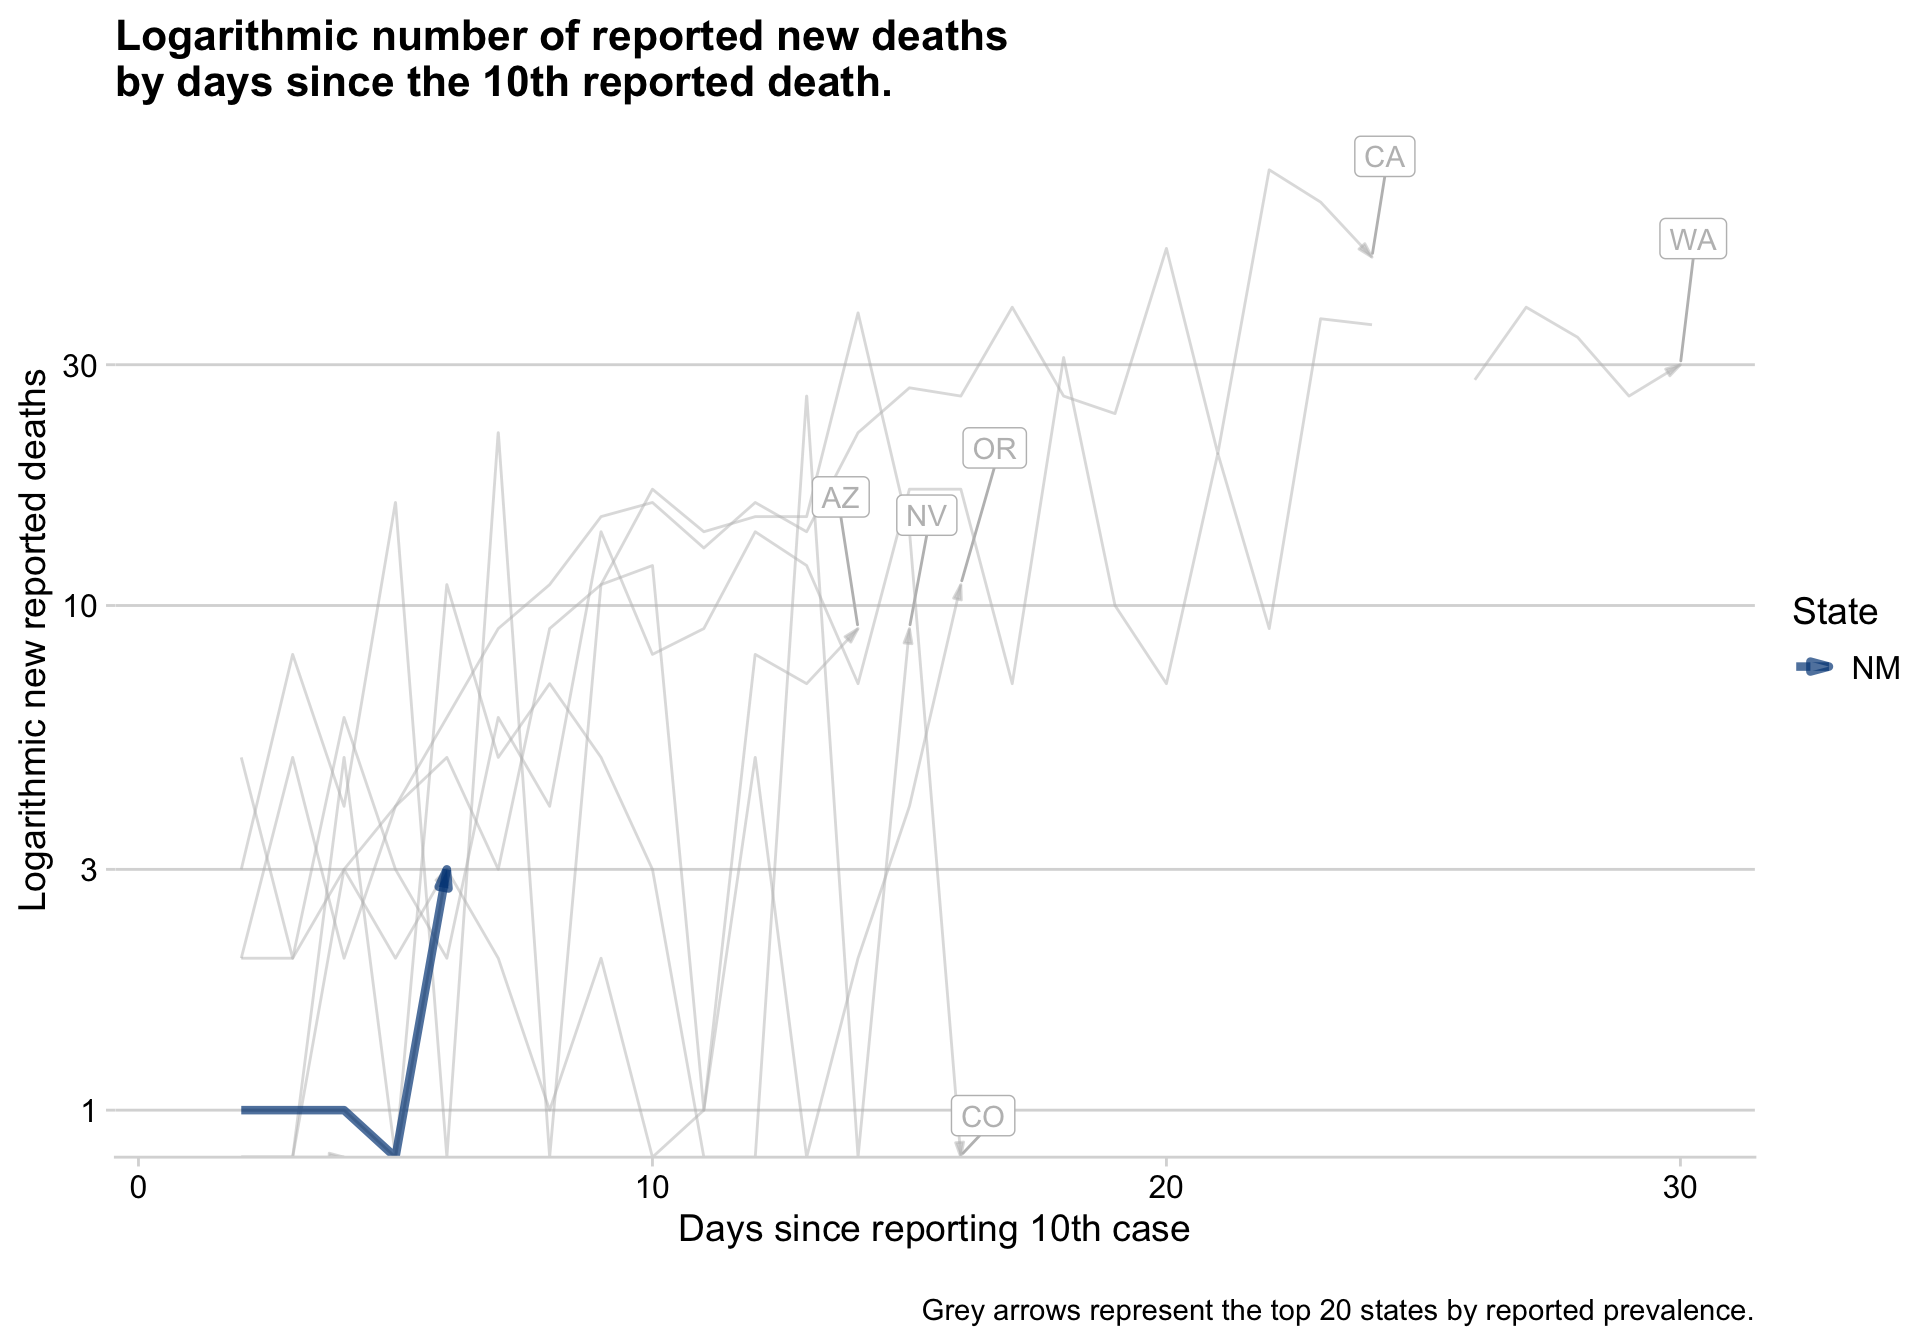 Logarithmic number of reported new deaths
by days since the 10th reported death.
CA
WA
30
OR
AZ
NV
10
State
NM
3
1
CO
Logarithmic new reported deaths
0
10
20
30
Days since reporting 10th case
Grey arrows represent the top 20 states by reported prevalence.